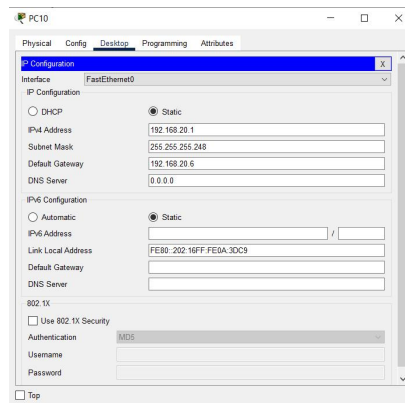 PC10
Physical Config Desktop Programming Attributes
IP Configuration X
Interface FastEthernet0
IP Configuration
DHCP Static
IPv4 Address 192.168.20.1
Subnet Mask 255.255.255.248
Default Gateway 192.168.20.6
DNS Server 0.0.0.0
IPv6 Configuration
Automatic Static
IPv6 Address /
Link Local Address FE80::202:16FF:FE0A:3DC9
Default Gateway
DNS Server
802.1X
Use 802.1X Security
Authentication MD5
Username
Password
Top